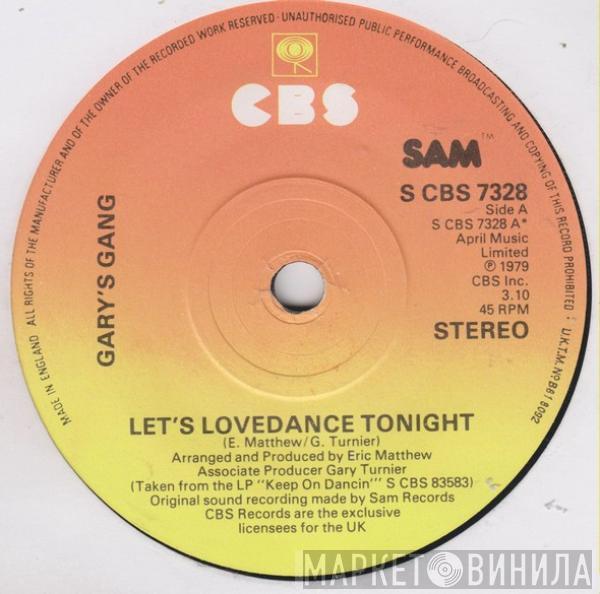 MADE IN ENGLAND ALL RIGHTS OF THE MANUFACTURER AND OF THE OWNER OF THE RECORDED WORK RESERVED · UNAUTHORISED PUBLIC PERFORMANCE BROADCASTING AND COPYING OF THIS RECORD PROHIBITED : U.K.T.M. No B618092
CBS
SAM™
GARY'S GANG
S CBS 7328
Side A
S CBS 7328 A*
April Music
Limited
℗ 1979
CBS Inc.
3.10
45 RPM
STEREO
LET'S LOVEDANCE TONIGHT
(E. Matthew/G. Turnier)
Arranged and Produced by Eric Matthew
Associate Producer Gary Turnier
(Taken from the LP "Keep On Dancin'" S CBS 83583)
Original sound recording made by Sam Records
CBS Records are the exclusive
licensees for the UK
МАРКЕТ ВИНИЛА